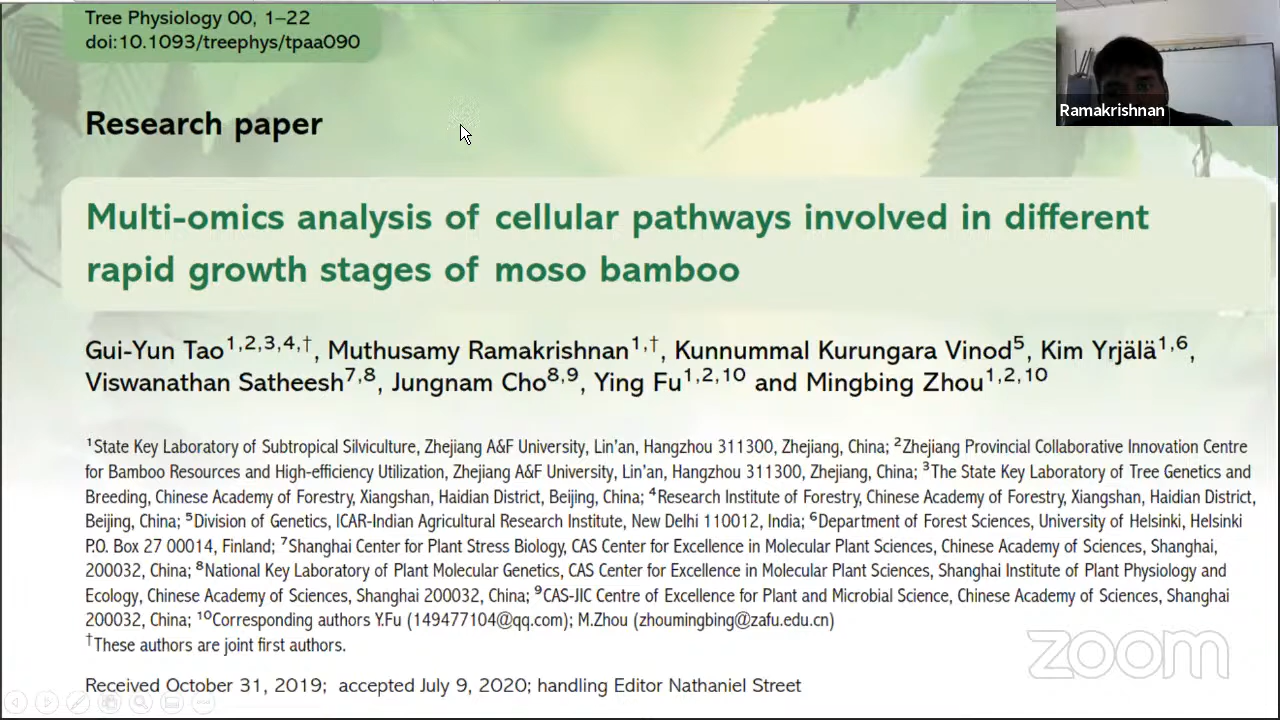 Tree Physiology 00, 1–22
doi:10.1093/treephys/tpaa090
Ramakrishnan
Research paper
Multi-omics analysis of cellular pathways involved in different
rapid growth stages of moso bamboo
Gui-Yun Tao1,2,3,4,†, Muthusamy Ramakrishnan1,†, Kunnummal Kurungara Vinod5, Kim Yrjälä1,6,
Viswanathan Satheesh7,8, Jungnam Cho8,9, Ying Fu1,2,10 and Mingbing Zhou1,2,10
1State Key Laboratory of Subtropical Silviculture, Zhejiang A&F University, Lin'an, Hangzhou 311300, Zhejiang, China; 2Zhejiang Provincial Collaborative Innovation Centre
for Bamboo Resources and High-efficiency Utilization, Zhejiang A&F University, Lin'an, Hangzhou 311300, Zhejiang, China; 3The State Key Laboratory of Tree Genetics and
Breeding, Chinese Academy of Forestry, Xiangshan, Haidian District, Beijing, China; 4Research Institute of Forestry, Chinese Academy of Forestry, Xiangshan, Haidian District,
Beijing, China; 5Division of Genetics, ICAR-Indian Agricultural Research Institute, New Delhi 110012, India; 6Department of Forest Sciences, University of Helsinki, Helsinki
P.O. Box 27 00014, Finland; 7Shanghai Center for Plant Stress Biology, CAS Center for Excellence in Molecular Plant Sciences, Chinese Academy of Sciences, Shanghai,
200032, China; 8National Key Laboratory of Plant Molecular Genetics, CAS Center for Excellence in Molecular Plant Sciences, Shanghai Institute of Plant Physiology and
Ecology, Chinese Academy of Sciences, Shanghai 200032, China; 9CAS-JIC Centre of Excellence for Plant and Microbial Science, Chinese Academy of Sciences, Shanghai
200032, China; 10Corresponding authors Y.Fu (149477104@qq.com); M.Zhou (zhoumingbing@zafu.edu.cn)
†These authors are joint first authors.
zoom
Received October 31, 2019; accepted July 9, 2020; handling Editor Nathaniel Street